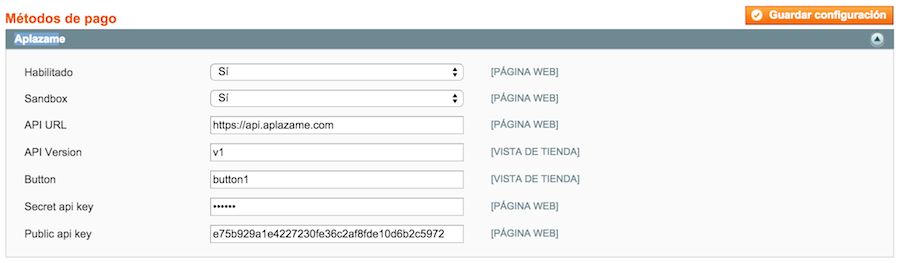 Métodos de pago
Guardar configuración
Aplazame
Habilitado Sí [PÁGINA WEB]
Sandbox Sí [PÁGINA WEB]
API URL https://api.aplazame.com [PÁGINA WEB]
API Version v1 [VISTA DE TIENDA]
Button button1 [VISTA DE TIENDA]
Secret api key •••••• [PÁGINA WEB]
Public api key e75b929a1e4227230fe36c2af8fde10d6b2c5972 [PÁGINA WEB]